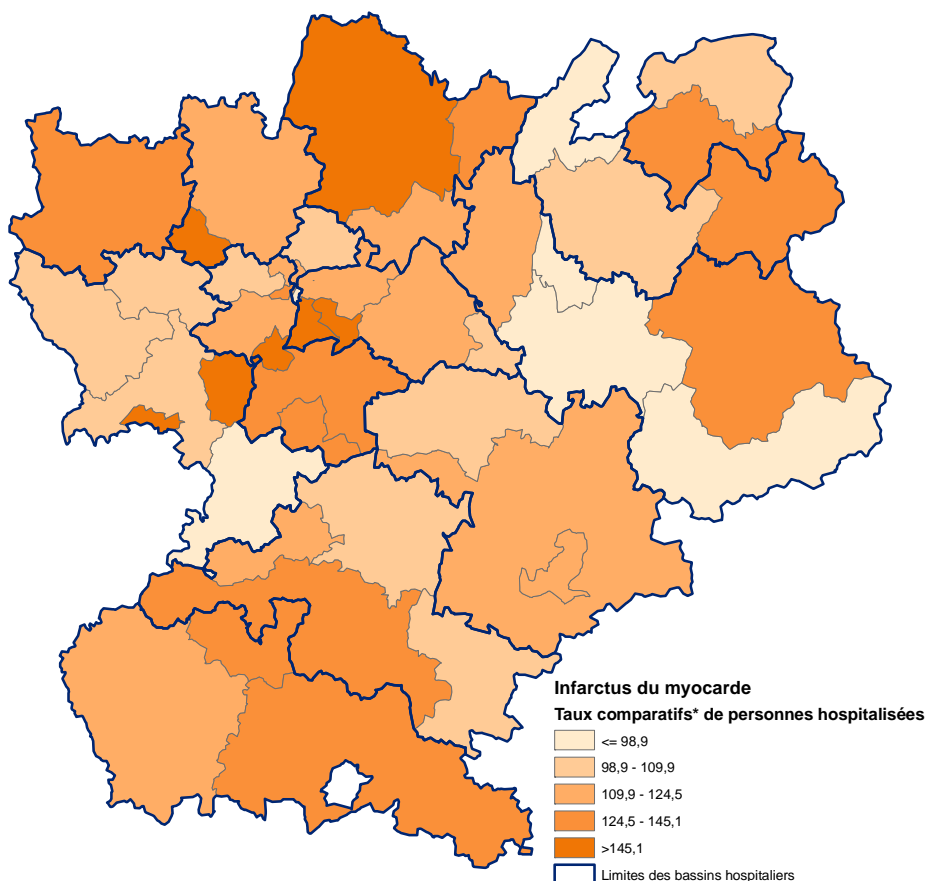 Infarctus du myocarde
Taux comparatifs* de personnes hospitalisées
<= 98,9
98,9 - 109,9
109,9 - 124,5
124,5 - 145,1
>145,1
Limites des bassins hospitaliers